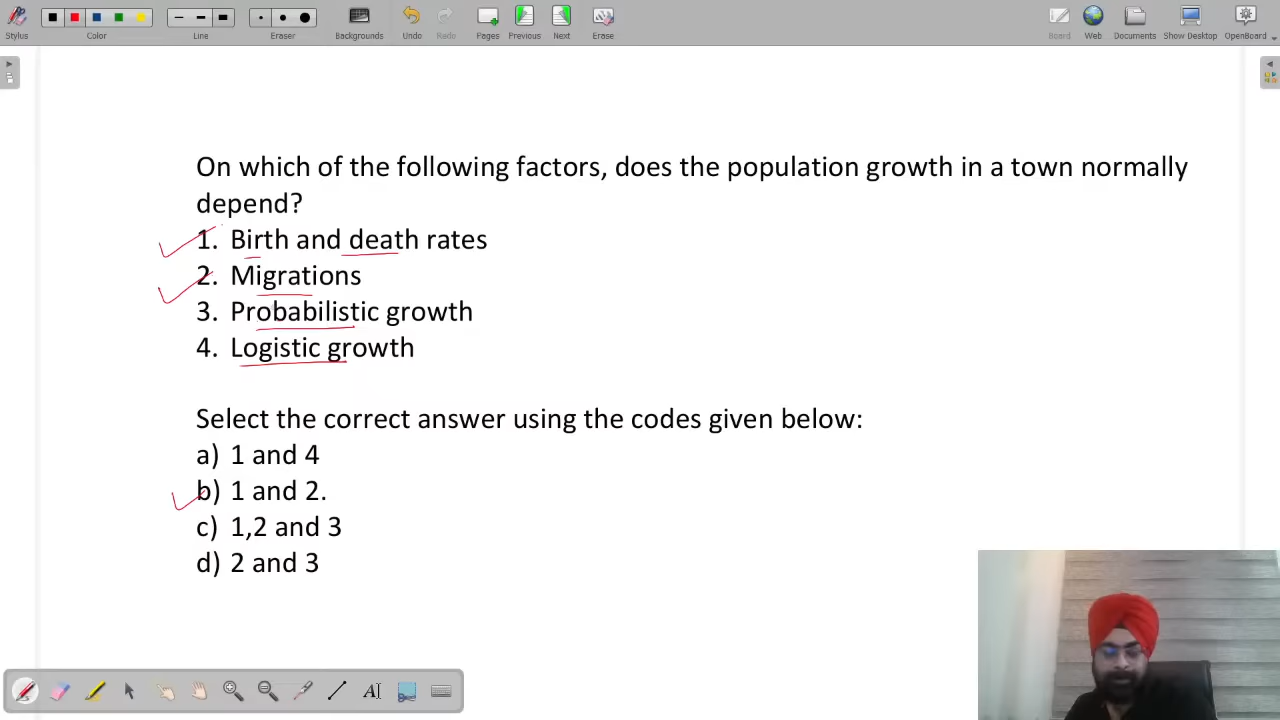 Stylus
Color
Line
Eraser
Backgrounds
Undo
Redo
Pages
Previous
Next
Erase
Board
Web
Documents
Show Desktop
OpenBoard
On which of the following factors, does the population growth in a town normally
depend?
1. Birth and death rates
2. Migrations
3. Probabilistic growth
4. Logistic growth
Select the correct answer using the codes given below:
a) 1 and 4
b) 1 and 2.
c) 1,2 and 3
d) 2 and 3